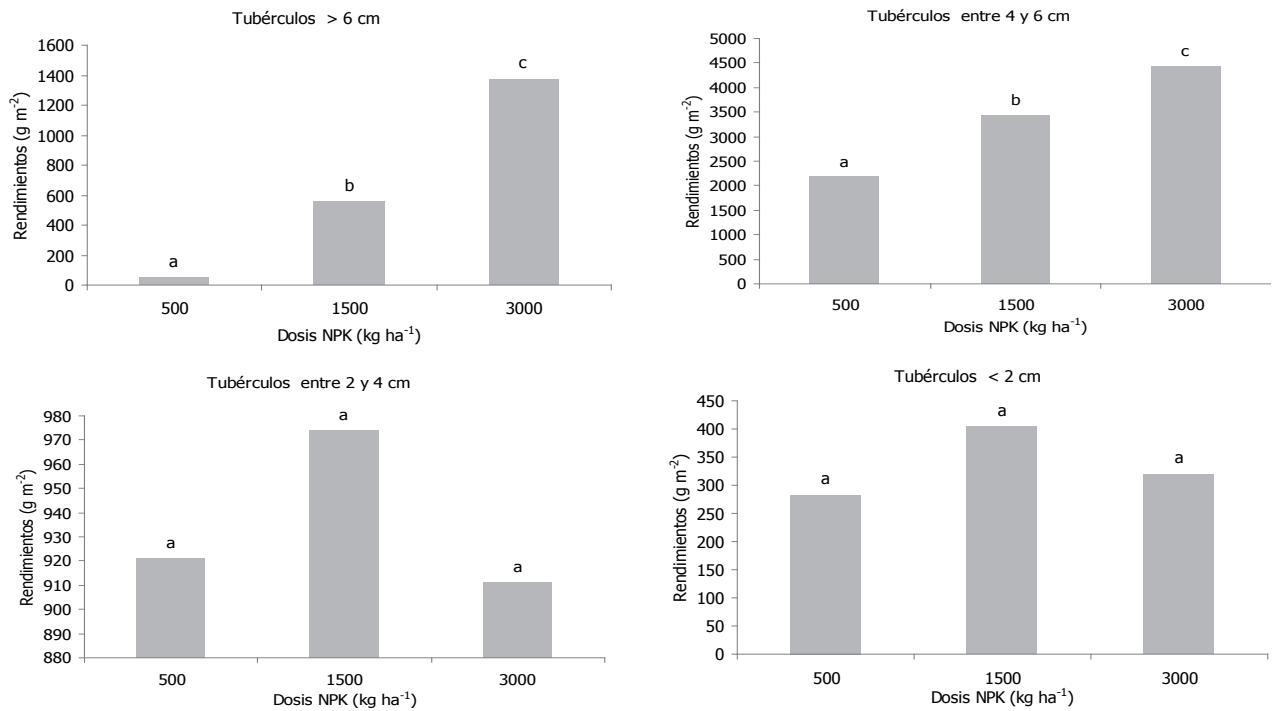 Tubérculos > 6 cm
Rendimientos (g m⁻²)
1600
1400
1200
1000
800
600
400
200
0
a
b
c
500
1500
3000
Dosis NPK (kg ha⁻¹)
Tubérculos entre 4 y 6 cm
Rendimientos (g m⁻²)
5000
4500
4000
3500
3000
2500
2000
1500
1000
500
0
a
b
c
500
1500
3000
Dosis NPK (kg ha⁻¹)
Tubérculos entre 2 y 4 cm
Rendimientos (g m⁻²)
980
970
960
950
940
930
920
910
900
890
880
a
a
a
500
1500
3000
Dosis NPK (kg ha⁻¹)
Tubérculos < 2 cm
Rendimientos (g m⁻²)
450
400
350
300
250
200
150
100
50
0
a
a
a
500
1500
3000
Dosis NPK (kg ha⁻¹)